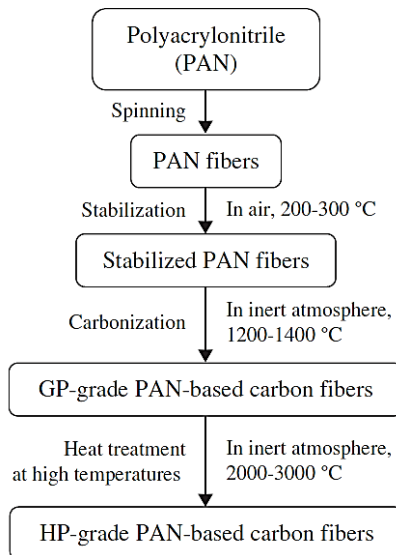 Polyacrylonitrile
(PAN)
Spinning
PAN fibers
Stabilization
In air, 200-300 °C
Stabilized PAN fibers
Carbonization
In inert atmosphere,
1200-1400 °C
GP-grade PAN-based carbon fibers
Heat treatment
at high temperatures
In inert atmosphere,
2000-3000 °C
HP-grade PAN-based carbon fibers